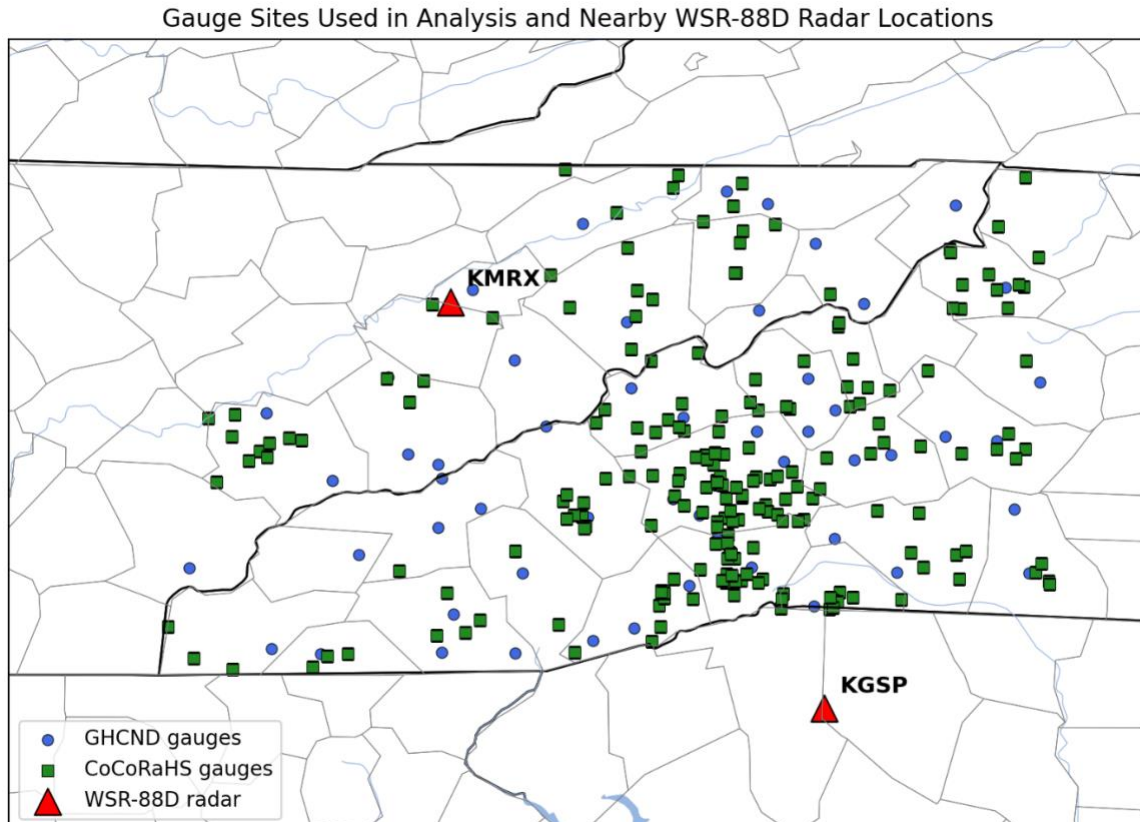 Gauge Sites Used in Analysis and Nearby WSR-88D Radar Locations
KMRX
KGSP
GHCND gauges
CoCoRaHS gauges
WSR-88D radar